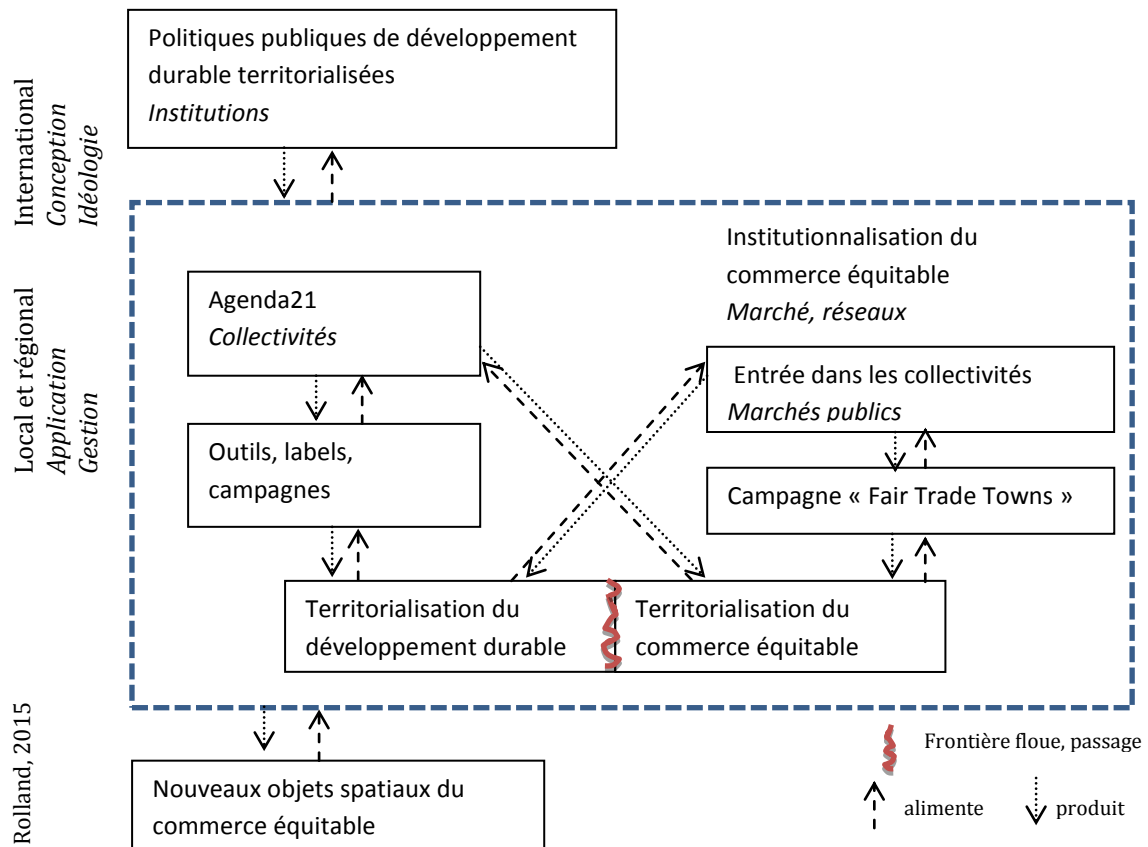 Politiques publiques de développement
durable territorialisées
Institutions
International
Conception
Idéologie
Institutionnalisation du
commerce équitable
Marché, réseaux
Agenda21
Collectivités
Entrée dans les collectivités
Marchés publics
Local et régional
Application
Gestion
Outils, labels,
campagnes
Campagne « Fair Trade Towns »
Territorialisation du
développement durable
Territorialisation du
commerce équitable
Rolland, 2015
Nouveaux objets spatiaux du
commerce équitable
Frontière floue, passage
alimente
produit